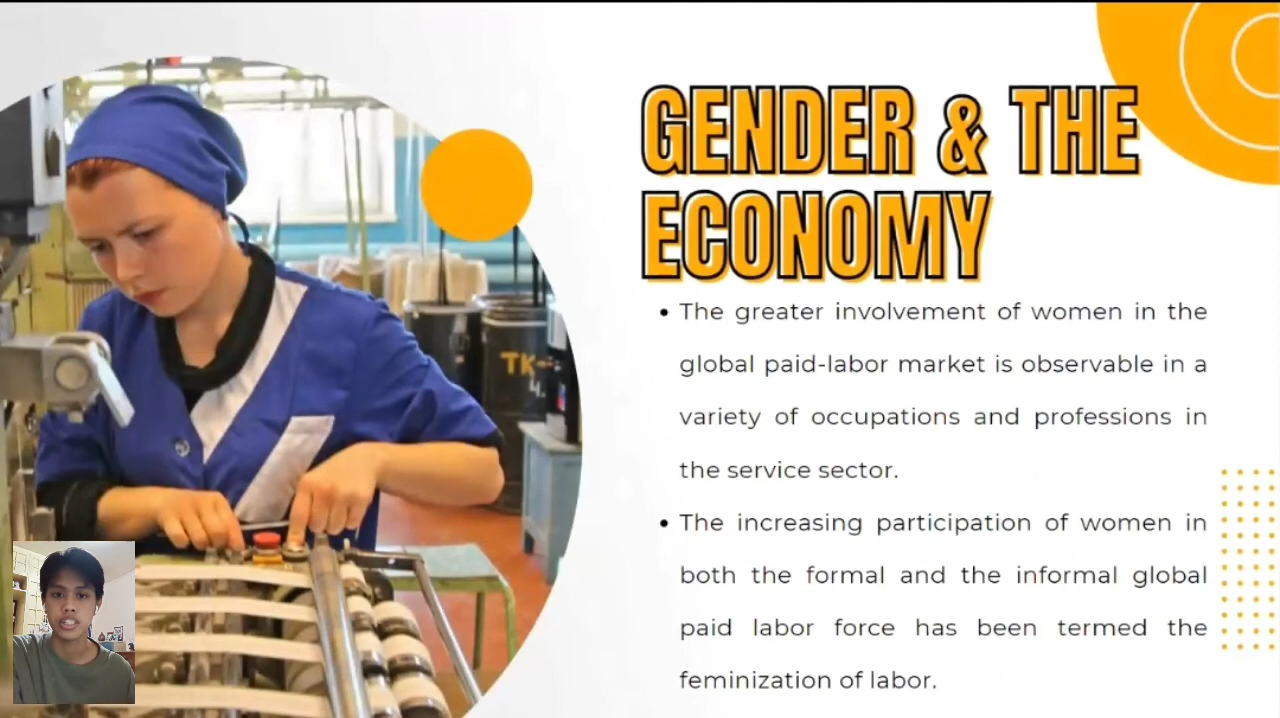 GENDER & THE
ECONOMY
• The greater involvement of women in the
global paid-labor market is observable in a
variety of occupations and professions in
the service sector.
• The increasing participation of women in
both the formal and the informal global
paid labor force has been termed the
feminization of labor.
TK-
4.